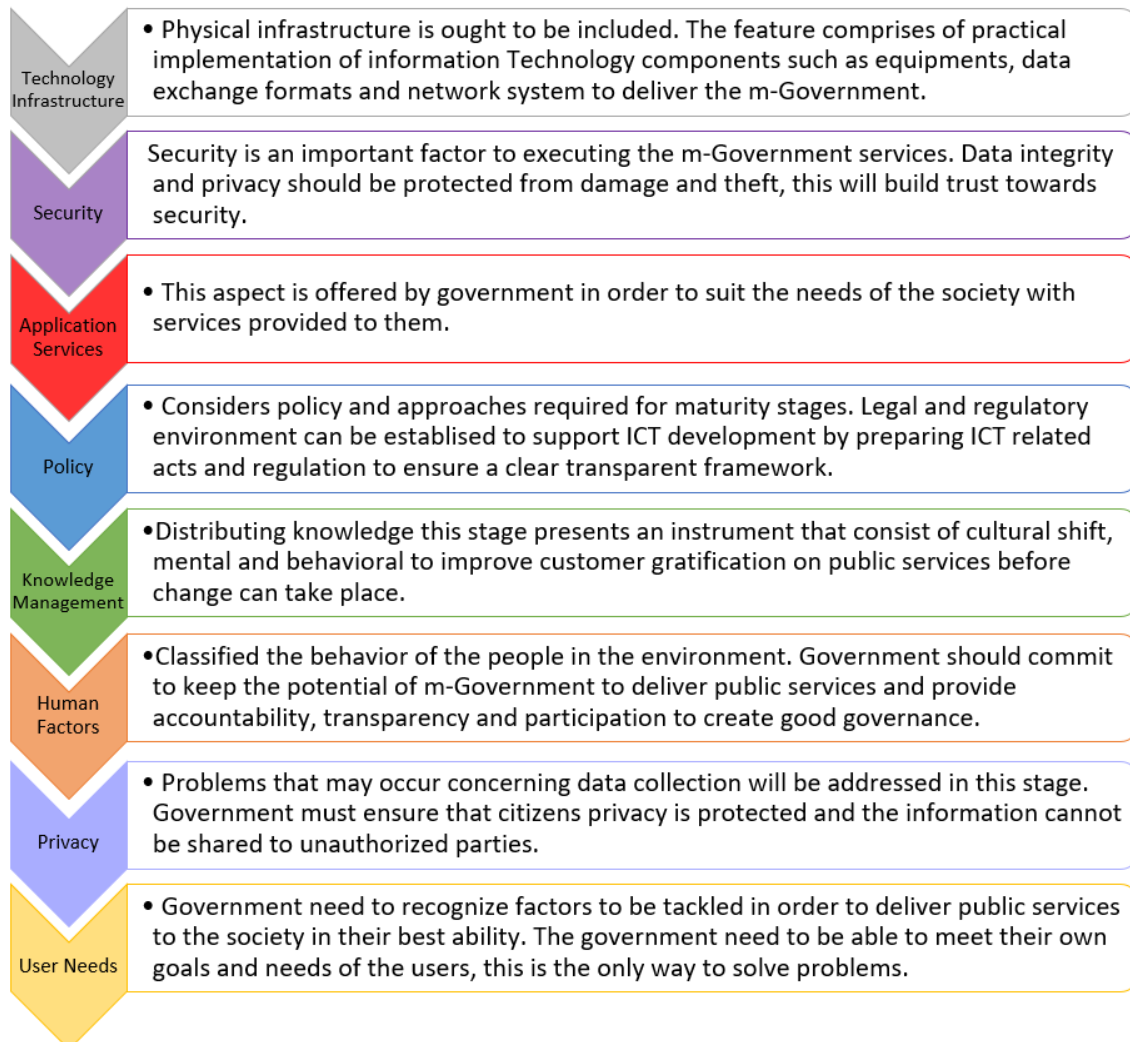 Technology
Infrastructure
• Physical infrastructure is ought to be included. The feature comprises of practical
implementation of information Technology components such as equipments, data
exchange formats and network system to deliver the m-Government.
Security
Security is an important factor to executing the m-Government services. Data integrity
and privacy should be protected from damage and theft, this will build trust towards
security.
Application
Services
• This aspect is offered by government in order to suit the needs of the society with
services provided to them.
Policy
• Considers policy and approaches required for maturity stages. Legal and regulatory
environment can be establised to support ICT development by preparing ICT related
acts and regulation to ensure a clear transparent framework.
Knowledge
Management
•Distributing knowledge this stage presents an instrument that consist of cultural shift,
mental and behavioral to improve customer gratification on public services before
change can take place.
Human
Factors
•Classified the behavior of the people in the environment. Government should commit
to keep the potential of m-Government to deliver public services and provide
accountability, transparency and participation to create good governance.
Privacy
• Problems that may occur concerning data collection will be addressed in this stage.
Government must ensure that citizens privacy is protected and the information cannot
be shared to unauthorized parties.
User Needs
• Government need to recognize factors to be tackled in order to deliver public services
to the society in their best ability. The government need to be able to meet their own
goals and needs of the users, this is the only way to solve problems.